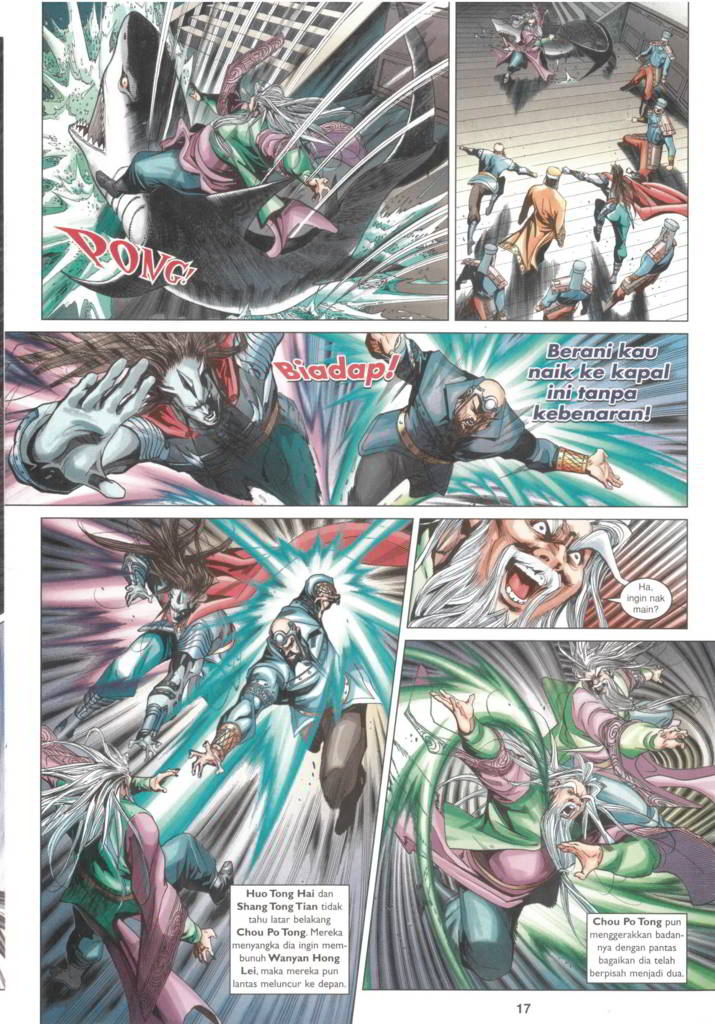 PONG!
Biadap!
Berani kau
naik ke kapal
ini tanpa
kebenaran!
Ha,
ingin nak
main?
Huo Tong Hai dan
Shang Tong Tian tidak
tahu latar belakang
Chou Po Tong. Mereka
menyangka dia ingin mem-
bunuh Wanyan Hong
Lei, maka mereka pun
lantas meluncur ke depan.
Chou Po Tong pun
menggerakkan badan-
nya dengan pantas
bagaikan dia telah
berpisah menjadi dua.
17